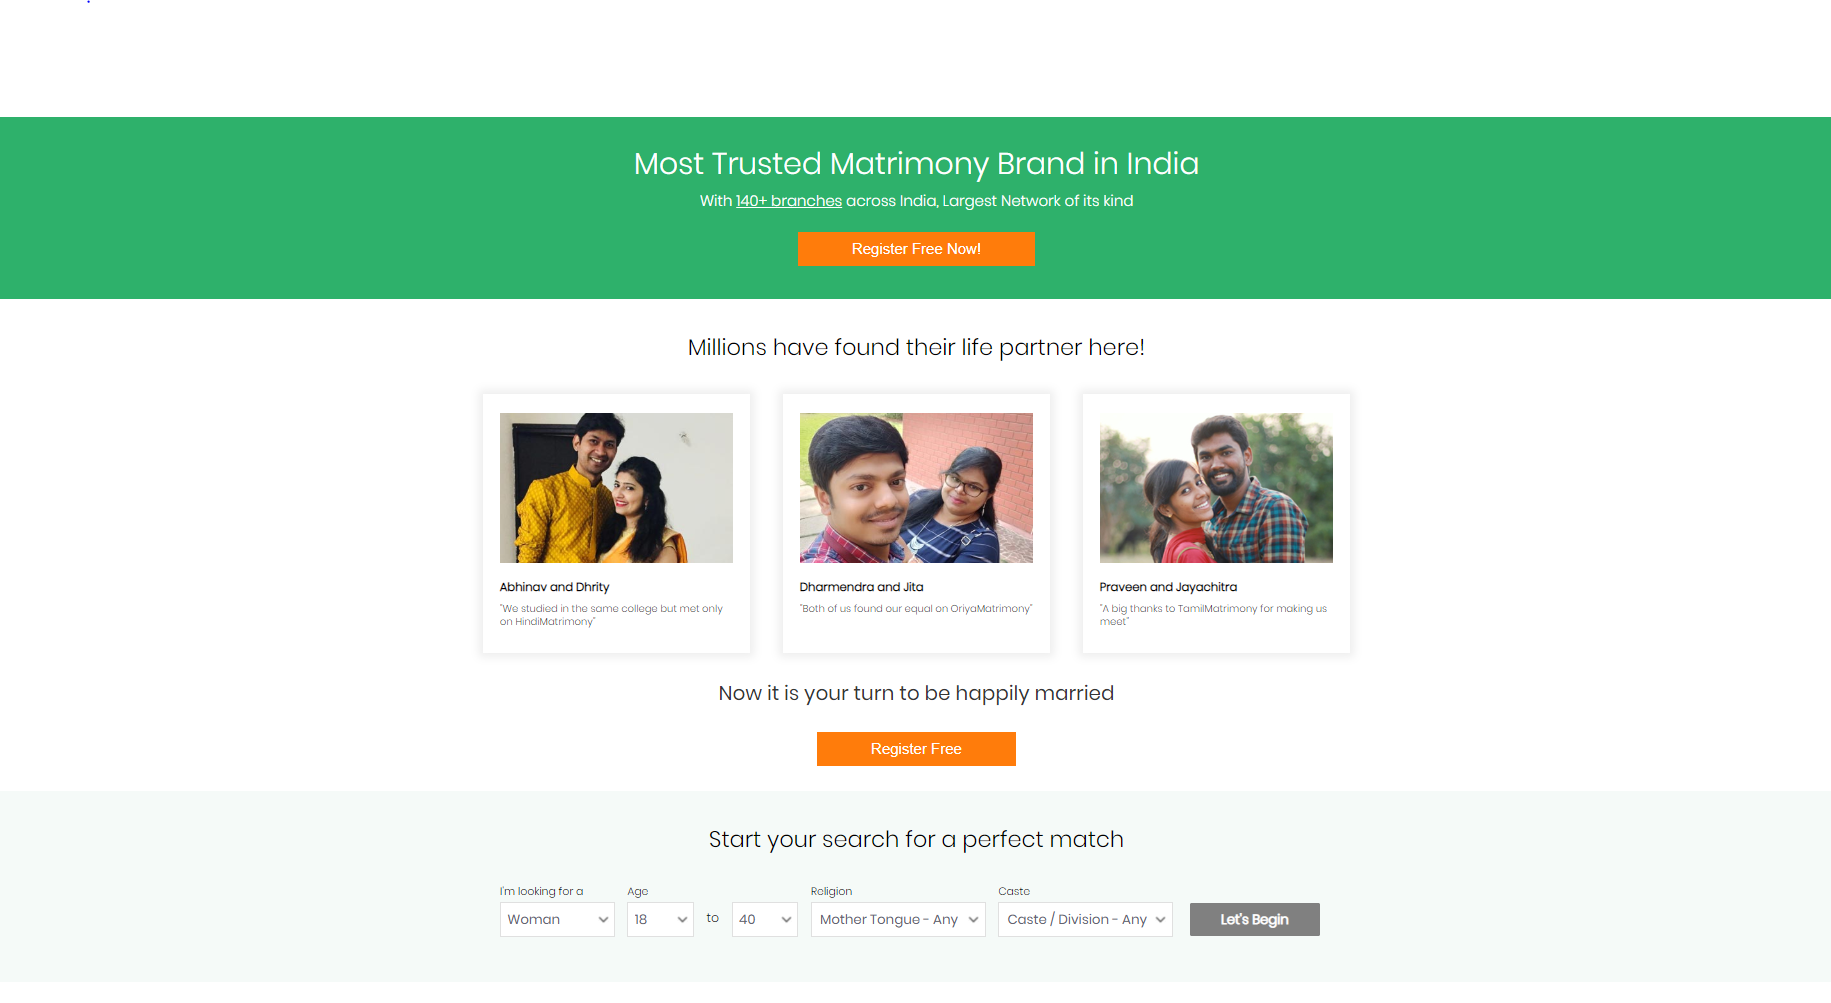 Most Trusted Matrimony Brand in India
With 140+ branches across India, Largest Network of its kind
Register Free Now!
Millions have found their life partner here!
Abhinav and Dhrity
"We studied in the same college but met only
on HindiMatrimony"
Dharmendra and Jita
"Both of us found our equal on OriyaMatrimony"
Praveen and Jayachitra
"A big thanks to TamilMatrimony for making us
meet"
Now it is your turn to be happily married
Register Free
Start your search for a perfect match
I'm looking for a Age Religion Caste
Woman 18 to 40 Mother Tongue - Any Caste / Division - Any Let's Begin